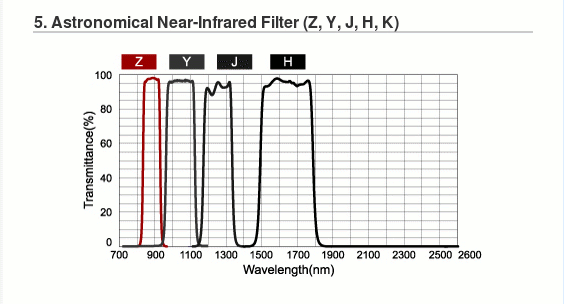 5. Astronomical Near-Infrared Filter (Z, Y, J, H, K)
Z Y J H
100
80
60
40
20
0
Transmittance(%)
700 900 1100 1300 1500 1700 1900 2100 2300 2500 2600
Wavelength(nm)